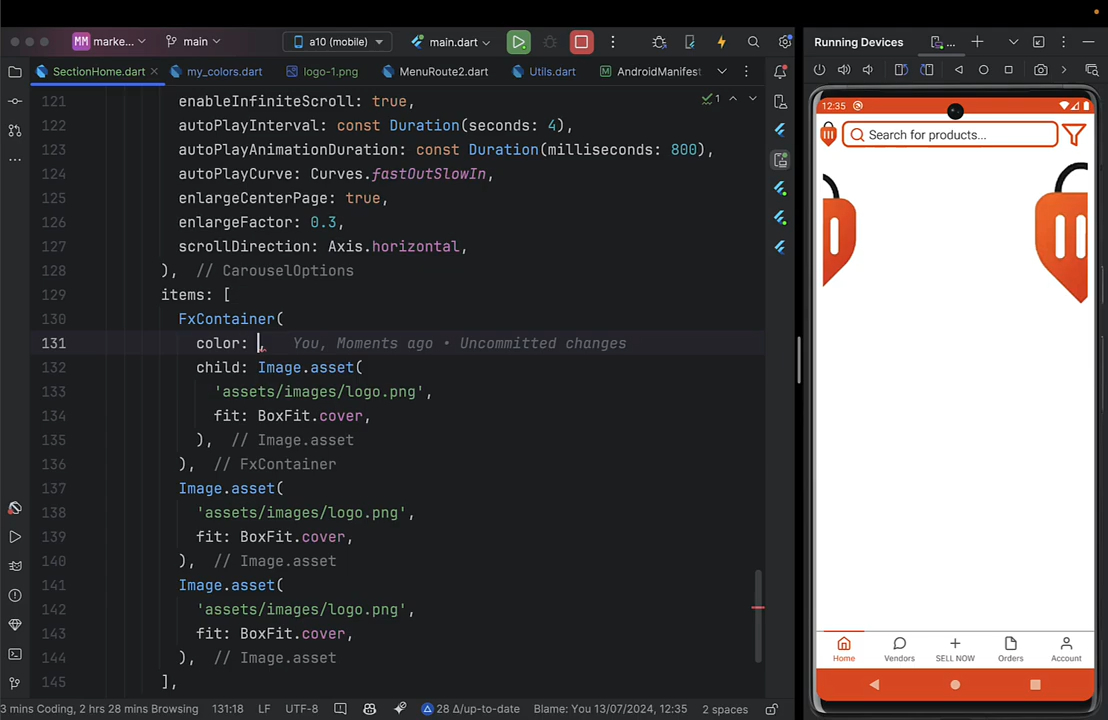 MM marke...
main
a10 (mobile)
main.dart
Running Devices
...
SectionHome.dart
my_colors.dart
logo-1.png
MenuRoute2.dart
Utils.dart
AndroidManifest
121 enableInfiniteScroll: true,
122 autoPlayInterval: const Duration(seconds: 4),
123 autoPlayAnimationDuration: const Duration(milliseconds: 800),
124 autoPlayCurve: Curves.fastOutSlowIn,
125 enlargeCenterPage: true,
126 enlargeFactor: 0.3,
127 scrollDirection: Axis.horizontal,
128 ), // CarouselOptions
129 items: [
130 FxContainer(
131 color: , You, Moments ago • Uncommitted changes
132 child: Image.asset(
133 'assets/images/logo.png',
134 fit: BoxFit.cover,
135 ), // Image.asset
136 ), // FxContainer
137 Image.asset(
138 'assets/images/logo.png',
139 fit: BoxFit.cover,
140 ), // Image.asset
141 Image.asset(
142 'assets/images/logo.png',
143 fit: BoxFit.cover,
144 ), // Image.asset
145 ],
1
12:35
Search for products...
Home
Vendors
SELL NOW
Orders
Account
3 mins Coding, 2 hrs 28 mins Browsing
131:18
LF
UTF-8
28 Δ/up-to-date
Blame: You 13/07/2024, 12:35
2 spaces